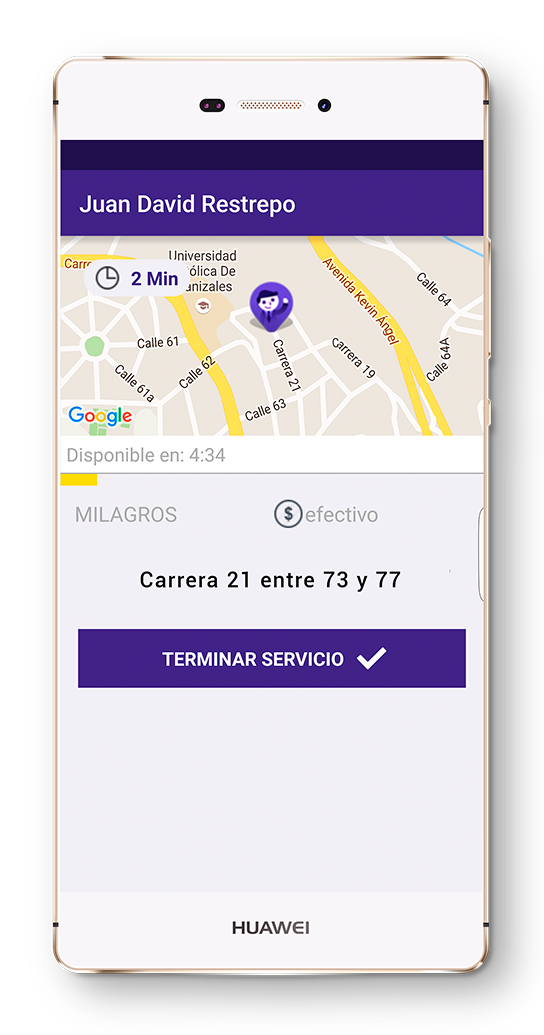 Juan David Restrepo
Carre
2 Min
Universidad
ólica De
anizales
Avenida Kevin Ángel
Calle 64
Calle 61
Calle 62
Carrera 21
Carrera 19
Calle 64A
Calle 61a
Calle 63
Google
Disponible en: 4:34
MILAGROS
$ efectivo
Carrera 21 entre 73 y 77
TERMINAR SERVICIO
HUAWEI